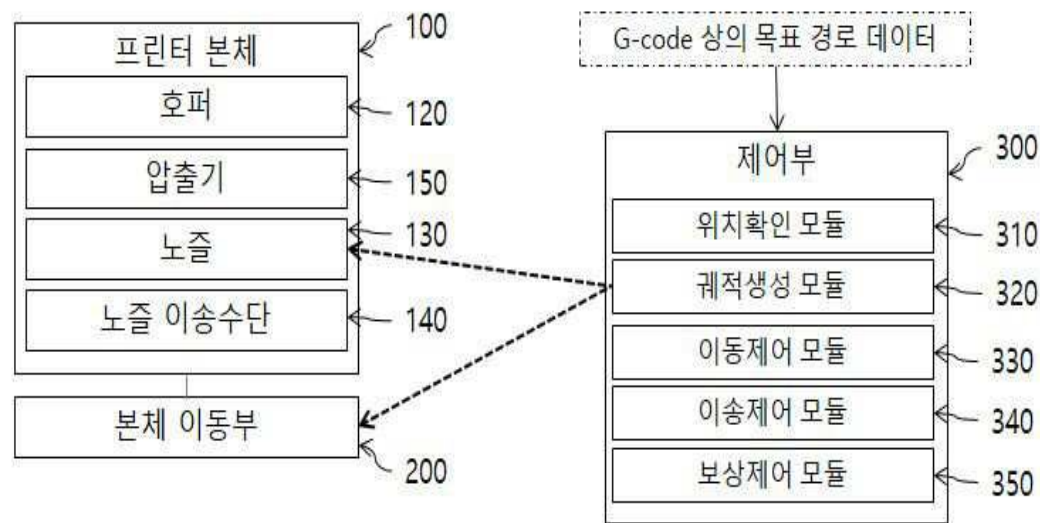 프린터 본체
100
호퍼
120
압출기
150
노즐
130
노즐 이송수단
140
본체 이동부
200
G-code 상의 목표 경로 데이터
제어부
300
위치확인 모듈
310
궤적생성 모듈
320
이동제어 모듈
330
이송제어 모듈
340
보상제어 모듈
350